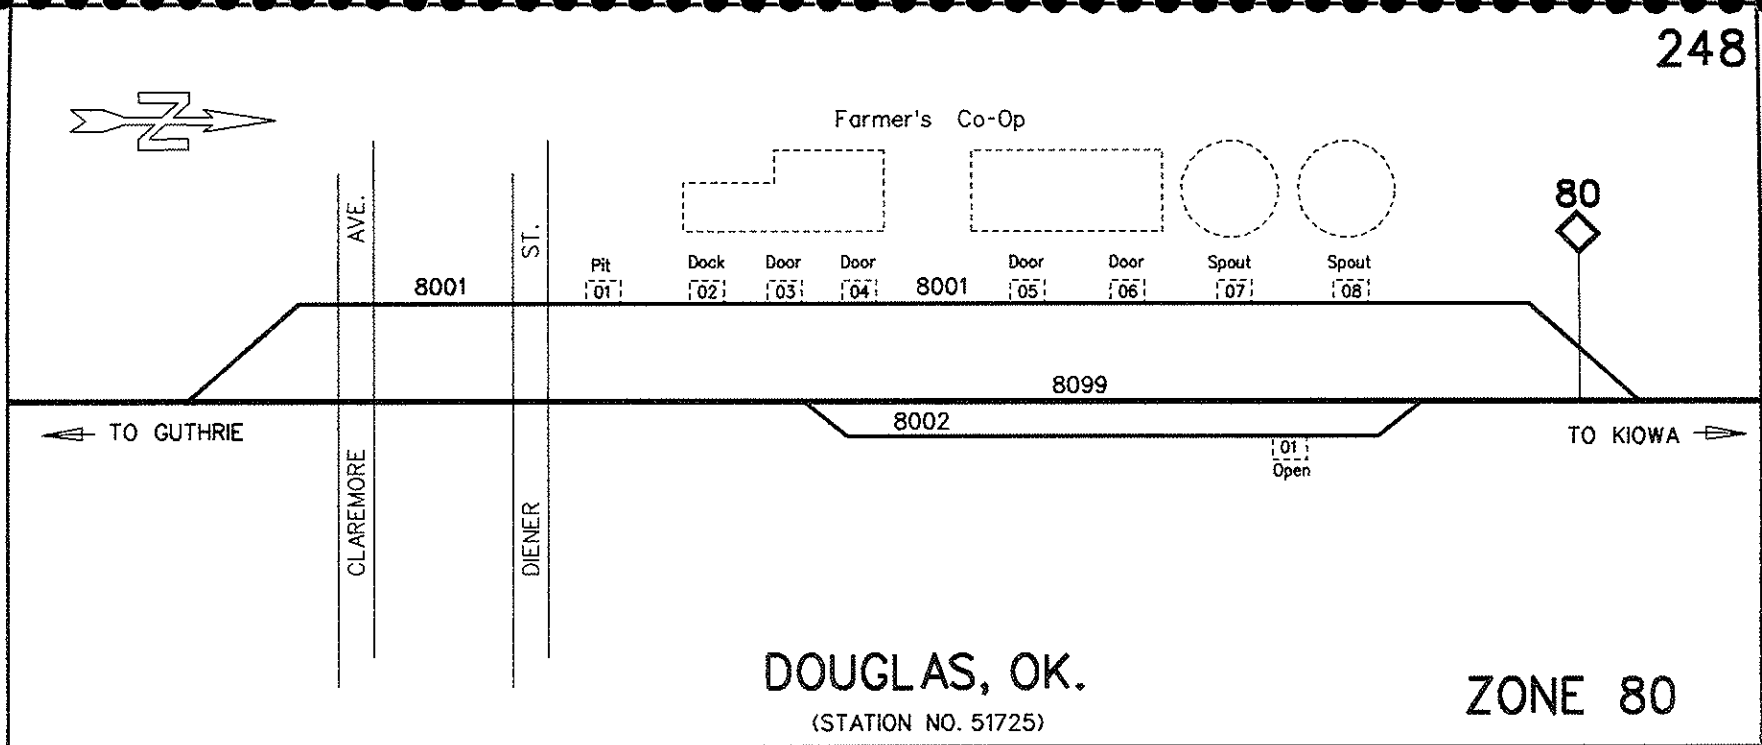 248
N
Farmer's Co-Op
80
AVE.
ST.
Pit
Dock
Door
Door
Door
Door
Spout
Spout
8001
01
02
03
04
8001
05
06
07
08
8099
8002
TO GUTHRIE
TO KIOWA
01
Open
CLAREMORE
DIENER
DOUGLAS, OK.
(STATION NO. 51725)
ZONE 80